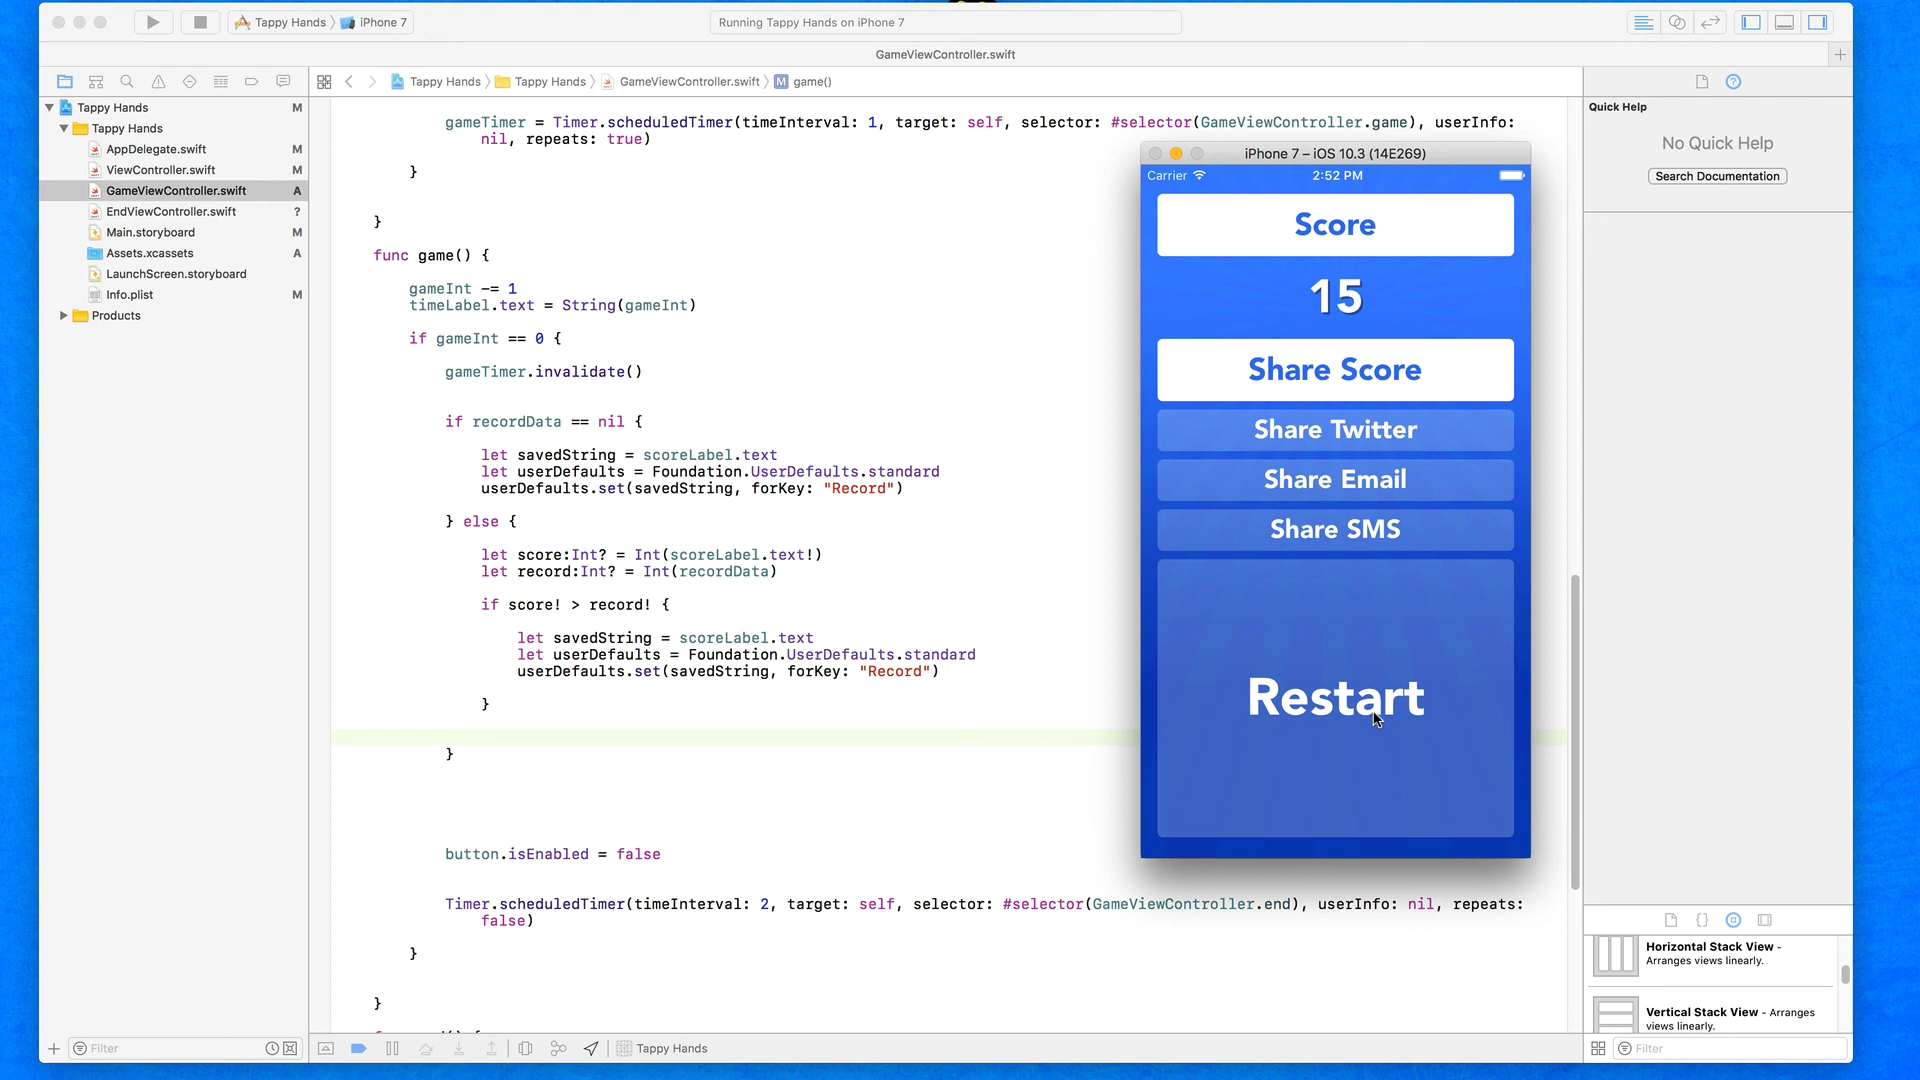 Tappy Hands
iPhone 7
Running Tappy Hands on iPhone 7
GameViewController.swift
Tappy Hands
Tappy Hands
GameViewController.swift
M
game()
Tappy Hands M
Tappy Hands
AppDelegate.swift M
ViewController.swift M
GameViewController.swift A
EndViewController.swift ?
Main.storyboard M
Assets.xcassets A
LaunchScreen.storyboard
Info.plist M
Products
Filter
gameTimer = Timer.scheduledTimer(timeInterval: 1, target: self, selector: #selector(GameViewController.game), userInfo:
nil, repeats: true)
}
}
func game() {
gameInt -= 1
timeLabel.text = String(gameInt)
if gameInt == 0 {
gameTimer.invalidate()
if recordData == nil {
let savedString = scoreLabel.text
let userDefaults = Foundation.UserDefaults.standard
userDefaults.set(savedString, forKey: "Record")
} else {
let score:Int? = Int(scoreLabel.text!)
let record:Int? = Int(recordData)
if score! > record! {
let savedString = scoreLabel.text
let userDefaults = Foundation.UserDefaults.standard
userDefaults.set(savedString, forKey: "Record")
}
}
button.isEnabled = false
Timer.scheduledTimer(timeInterval: 2, target: self, selector: #selector(GameViewController.end), userInfo: nil, repeats:
false)
}
}
Tappy Hands
iPhone 7 – iOS 10.3 (14E269)
Carrier
2:52 PM
Score
15
Share Score
Share Twitter
Share Email
Share SMS
Restart
Quick Help
No Quick Help
Search Documentation
Horizontal Stack View -
Arranges views linearly.
Vertical Stack View - Arranges
views linearly.
Filter